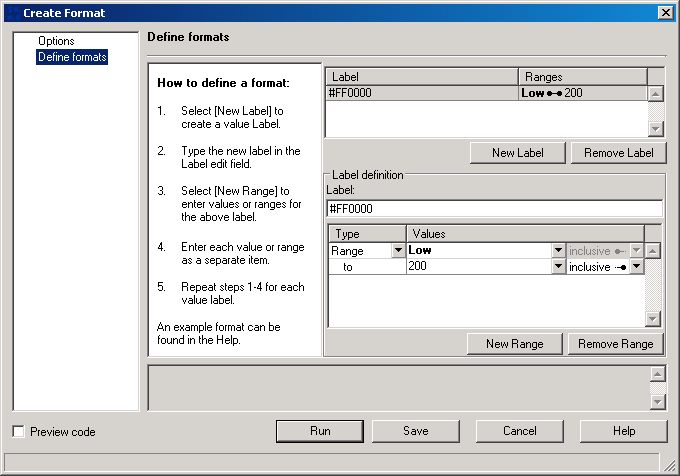 Create Format
Options
Define formats
Define formats
How to define a format:
1. Select [New Label] to
create a value Label.
2. Type the new label in the
Label edit field.
3. Select [New Range] to
enter values or ranges for
the above label.
4. Enter each value or range
as a separate item.
5. Repeat steps 1-4 for each
value label.
An example format can be
found in the Help.
Label Ranges
#FF0000 Low 200
New Label Remove Label
Label definition
Label:
#FF0000
Type Values
Range Low inclusive
to 200 inclusive
New Range Remove Range
Preview code Run Save Cancel Help